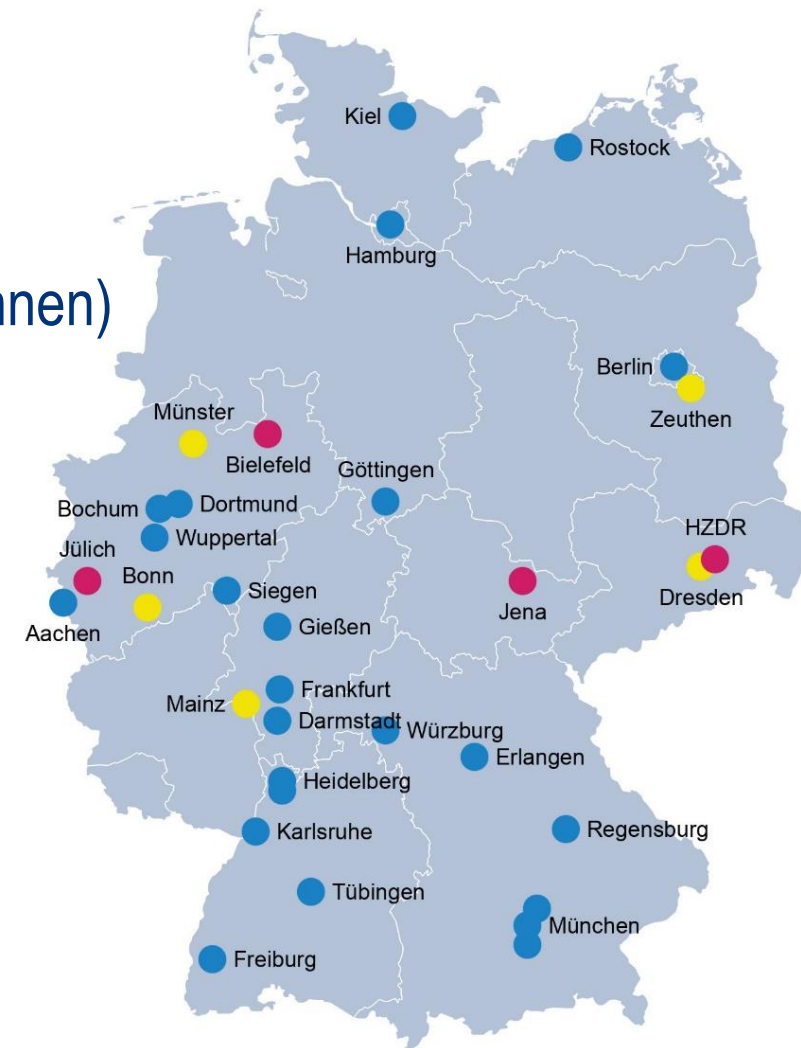 Kiel
Rostock
Hamburg
nnen)
Berlin
Zeuthen
Münster
Bielefeld
Göttingen
Bochum
Dortmund
Wuppertal
HZDR
Jülich
Bonn
Siegen
Jena
Dresden
Aachen
Gießen
Frankfurt
Mainz
Darmstadt
Würzburg
Erlangen
Heidelberg
Karlsruhe
Regensburg
Tübingen
München
Freiburg